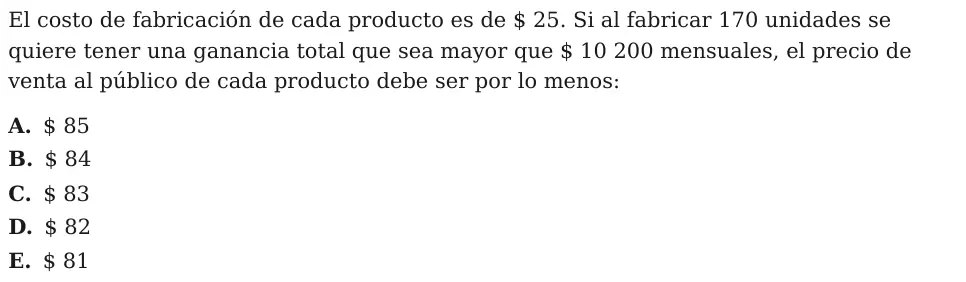 El costo de fabricación de cada producto es de $ 25. Si al fabricar 170 unidades se
quiere tener una ganancia total que sea mayor que $ 10 200 mensuales, el precio de
venta al público de cada producto debe ser por lo menos:
A. $ 85
B. $ 84
C. $ 83
D. $ 82
E. $ 81